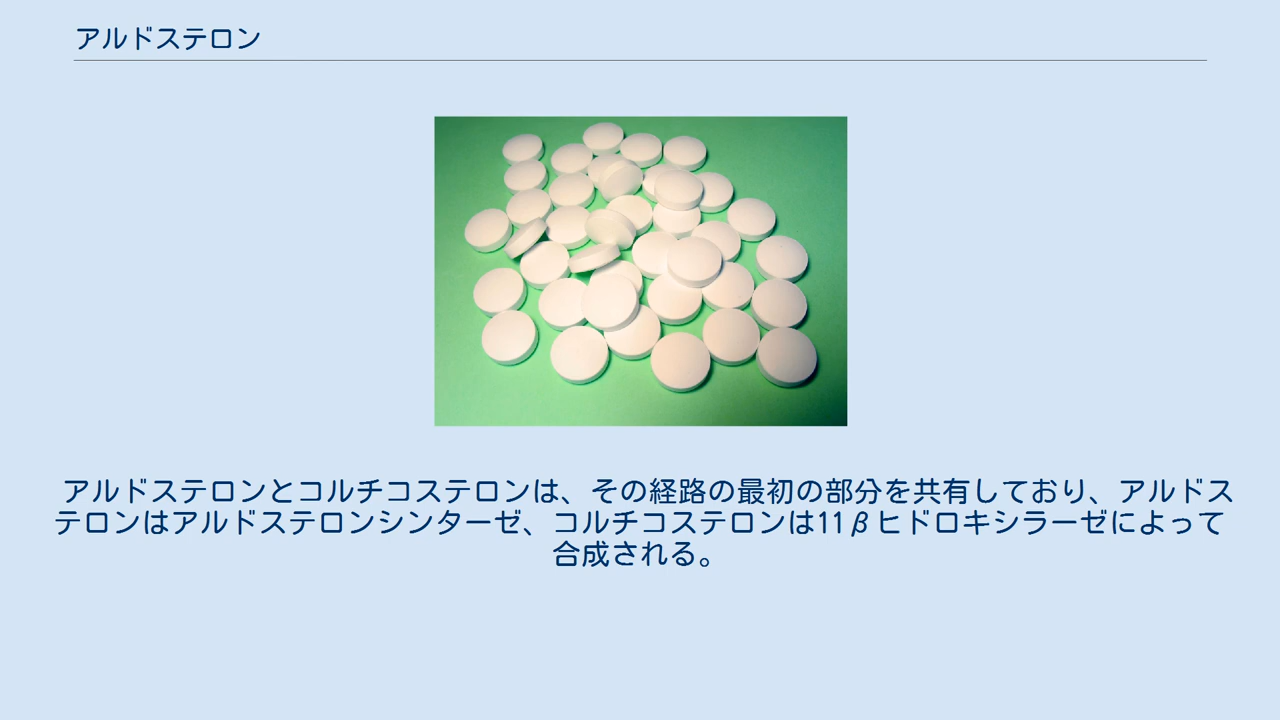 アルドステロン
アルドステロンとコルチコステロンは、その経路の最初の部分を共有しており、アルドス
テロンはアルドステロンシンターゼ、コルチコステロンは11βヒドロキシラーゼによって
合成される。